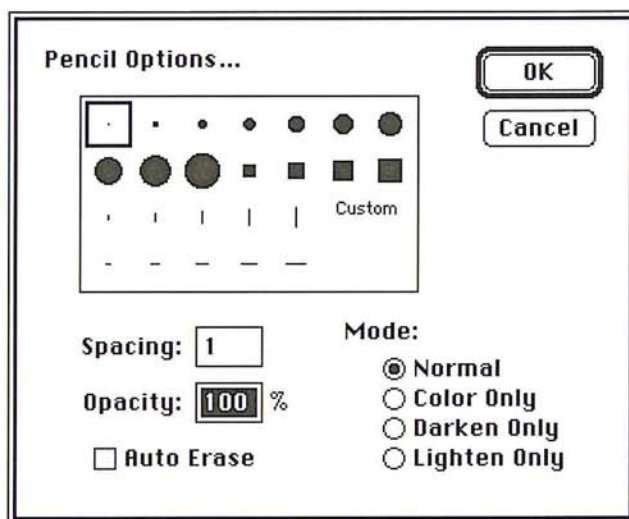 Pencil Options...
OK
Cancel
Custom
Spacing: 1
Opacity: 100 %
Auto Erase
Mode:
Normal
Color Only
Darken Only
Lighten Only